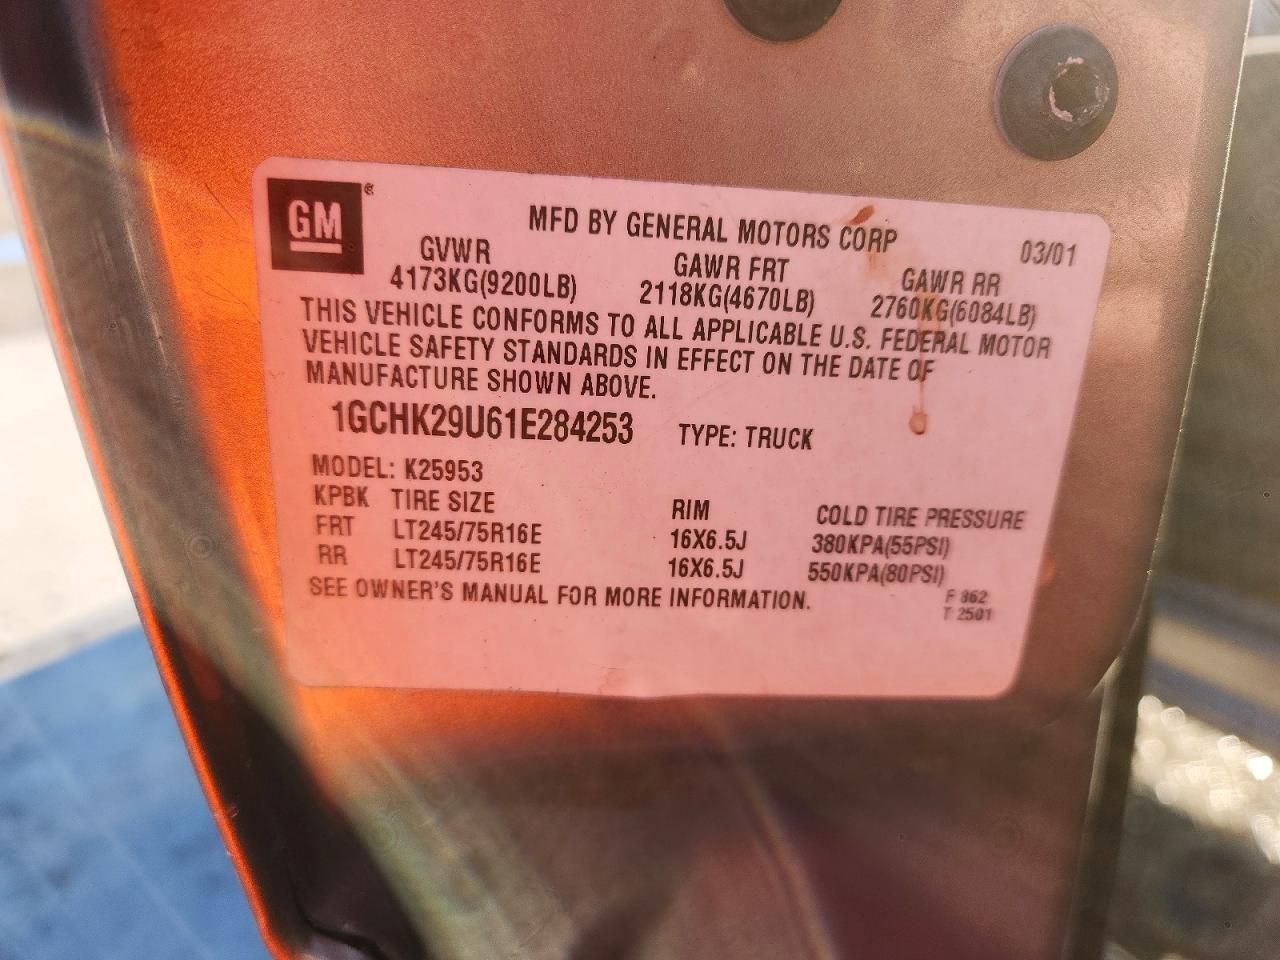 GM ®
MFD BY GENERAL MOTORS CORP 03/01
GVWR GAWR FRT GAWR RR
4173KG(9200LB) 2118KG(4670LB) 2760KG(6084LB)
THIS VEHICLE CONFORMS TO ALL APPLICABLE U.S. FEDERAL MOTOR
VEHICLE SAFETY STANDARDS IN EFFECT ON THE DATE OF
MANUFACTURE SHOWN ABOVE.
1GCHK29U61E284253 TYPE: TRUCK
MODEL: K25953
KPBK TIRE SIZE RIM COLD TIRE PRESSURE
FRT LT245/75R16E 16X6.5J 380KPA(55PSI)
RR LT245/75R16E 16X6.5J 550KPA(80PSI)
SEE OWNER'S MANUAL FOR MORE INFORMATION.
F 862
T 2501